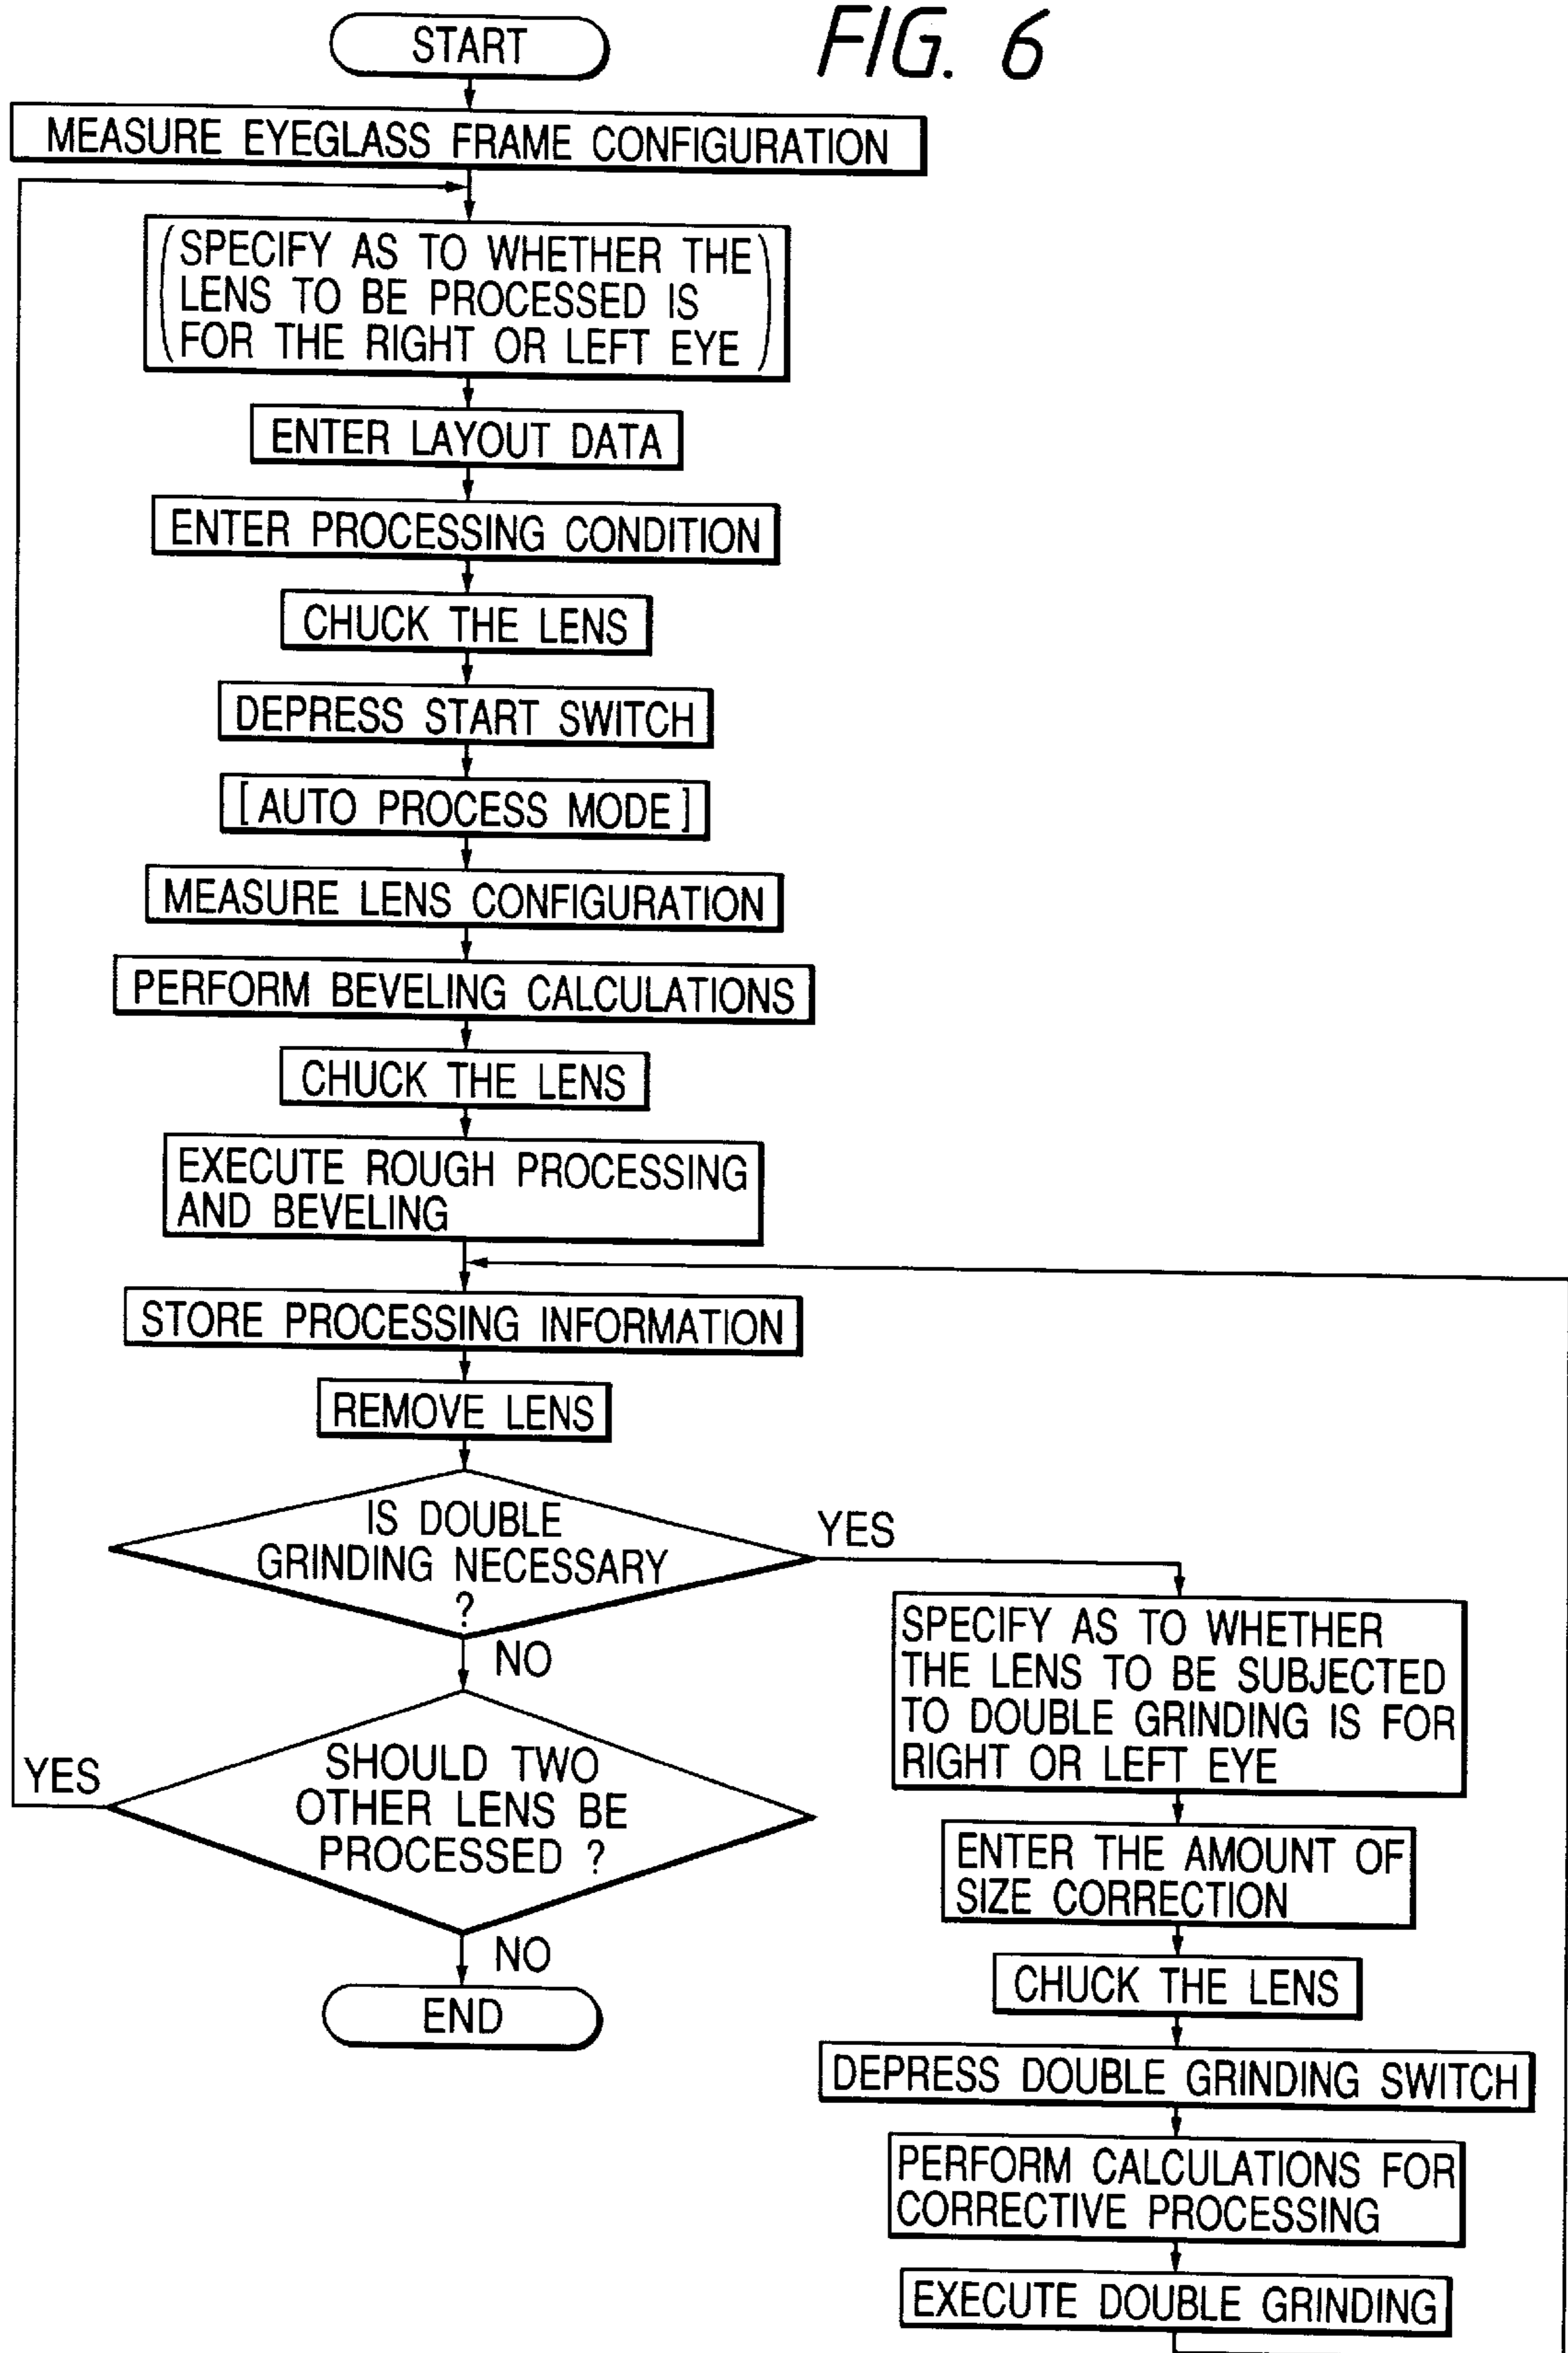 FIG. 6
START
MEASURE EYEGLASS FRAME CONFIGURATION
(SPECIFY AS TO WHETHER THE
LENS TO BE PROCESSED IS
FOR THE RIGHT OR LEFT EYE)
ENTER LAYOUT DATA
ENTER PROCESSING CONDITION
CHUCK THE LENS
DEPRESS START SWITCH
[AUTO PROCESS MODE]
MEASURE LENS CONFIGURATION
PERFORM BEVELING CALCULATIONS
CHUCK THE LENS
EXECUTE ROUGH PROCESSING
AND BEVELING
STORE PROCESSING INFORMATION
REMOVE LENS
IS DOUBLE
GRINDING NECESSARY
?
YES
NO
SHOULD TWO
OTHER LENS BE
PROCESSED ?
YES
NO
END
SPECIFY AS TO WHETHER
THE LENS TO BE SUBJECTED
TO DOUBLE GRINDING IS FOR
RIGHT OR LEFT EYE
ENTER THE AMOUNT OF
SIZE CORRECTION
CHUCK THE LENS
DEPRESS DOUBLE GRINDING SWITCH
PERFORM CALCULATIONS FOR
CORRECTIVE PROCESSING
EXECUTE DOUBLE GRINDING